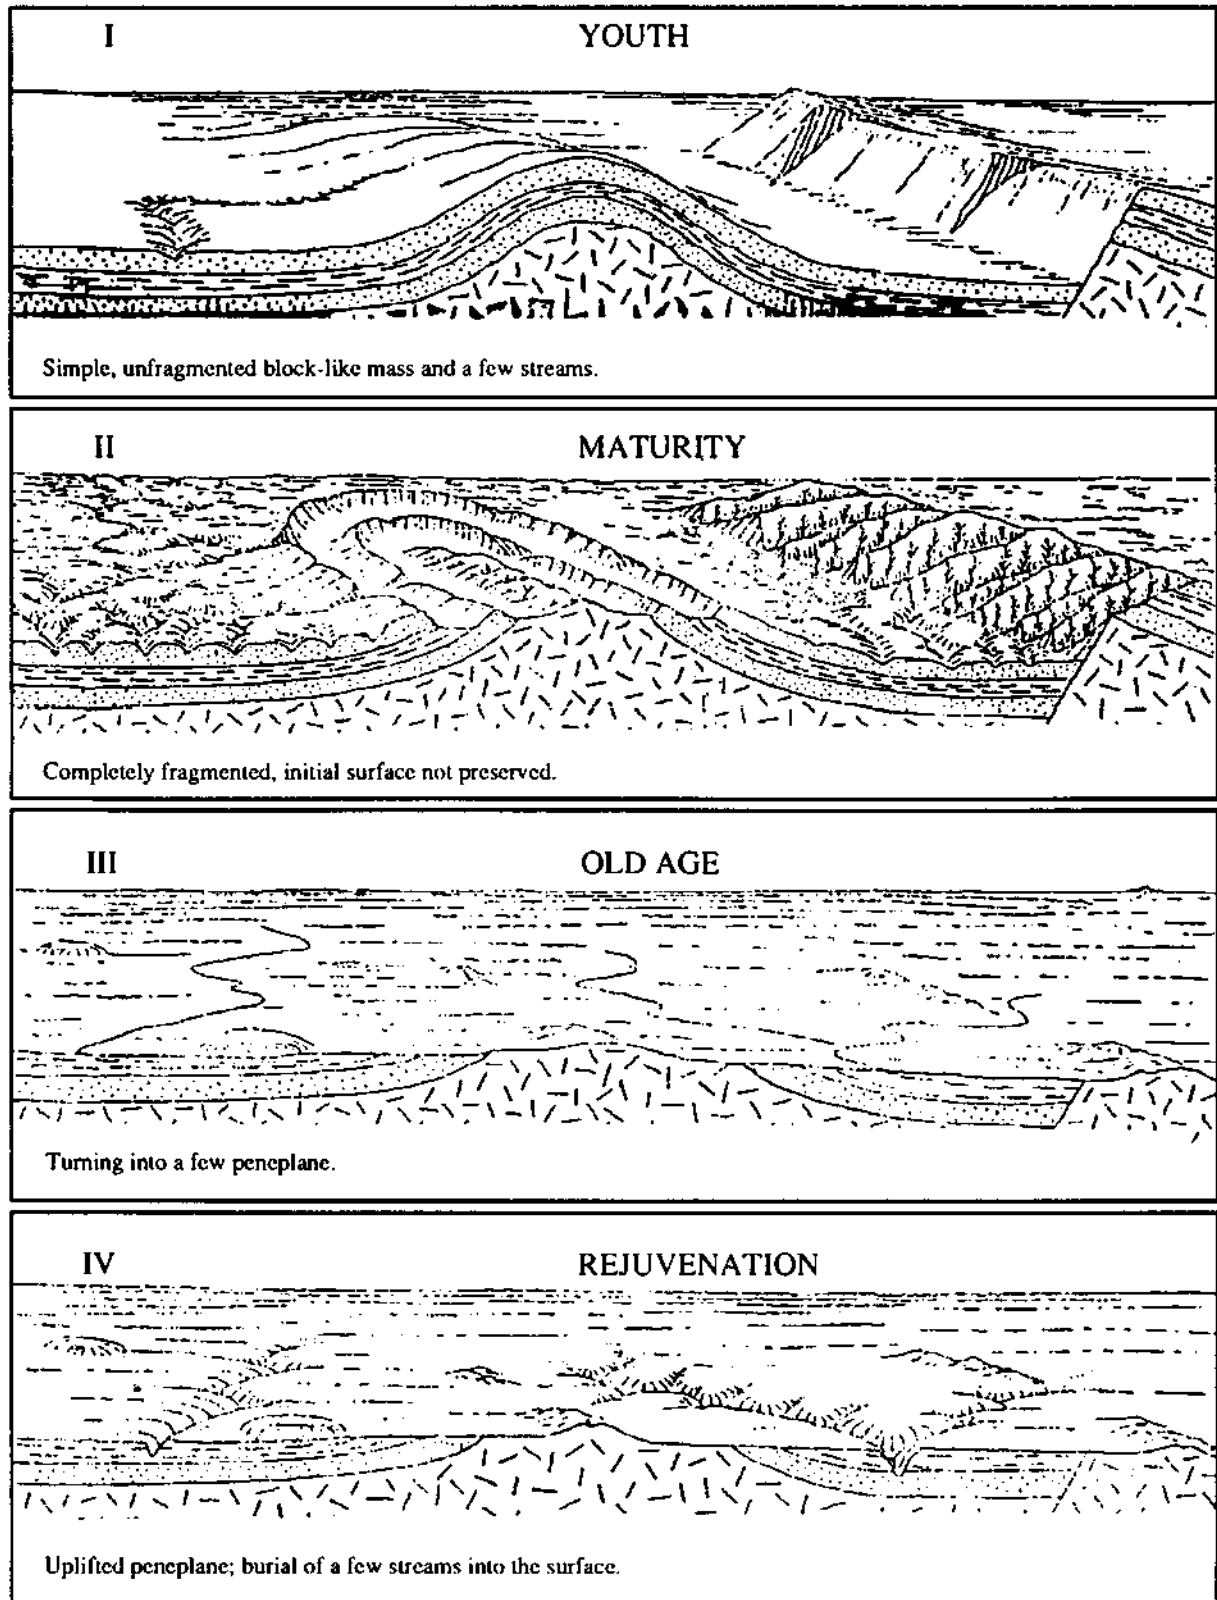 I YOUTH
Simple, unfragmented block-like mass and a few streams.
II MATURITY
Completely fragmented, initial surface not preserved.
III OLD AGE
Turning into a few peneplane.
IV REJUVENATION
Uplifted peneplane; burial of a few streams into the surface.